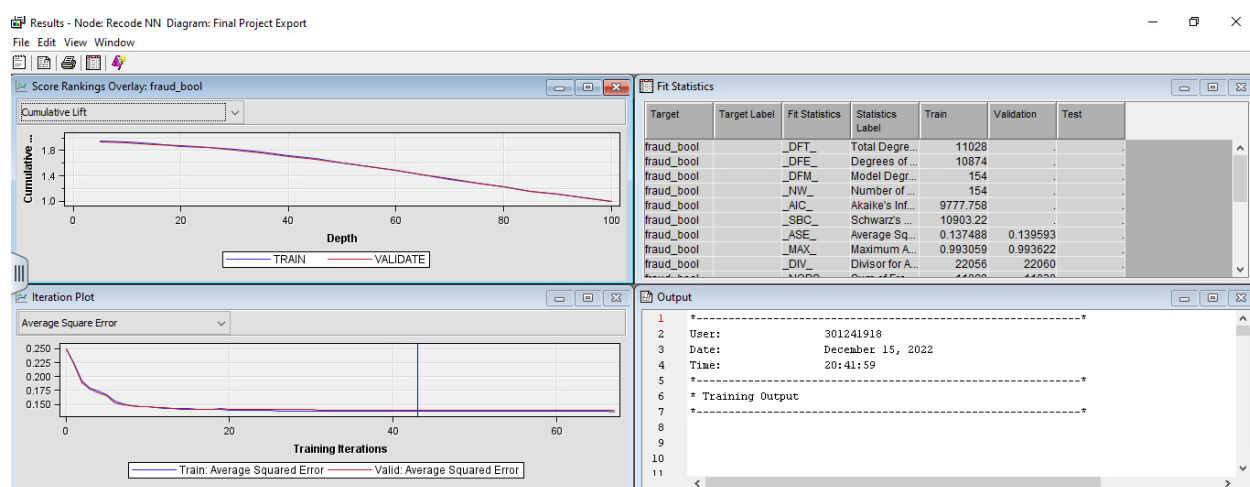 Results - Node: Recode NN Diagram: Final Project Export
File Edit View Window
Score Rankings Overlay: fraud_bool
Cumulative Lift
Cumulative ...
1.8
1.4
1.0
0 20 40 60 80 100
Depth
TRAIN VALIDATE
Iteration Plot
Average Square Error
0.250
0.225
0.200
0.175
0.150
0 20 40 60
Training Iterations
Train: Average Squared Error Valid: Average Squared Error
Fit Statistics
Target Target Label Fit Statistics Statistics Label Train Validation Test
fraud_bool _DFT_ Total Degre... 11028 . .
fraud_bool _DFE_ Degrees of ... 10874 . .
fraud_bool _DFM_ Model Degr... 154 . .
fraud_bool _NW_ Number of ... 154 . .
fraud_bool _AIC_ Akaike's Inf... 9777.758 . .
fraud_bool _SBC_ Schwarz's ... 10903.22 . .
fraud_bool _ASE_ Average Sq... 0.137488 0.139593 .
fraud_bool _MAX_ Maximum A... 0.993059 0.993622 .
fraud_bool _DIV_ Divisor for A... 22056 22060 .
Output
1 *------------------------------------------------------------*
2 User: 301241918
3 Date: December 15, 2022
4 Time: 20:41:59
5 *------------------------------------------------------------*
6 * Training Output
7 *------------------------------------------------------------*
8
9
10
11